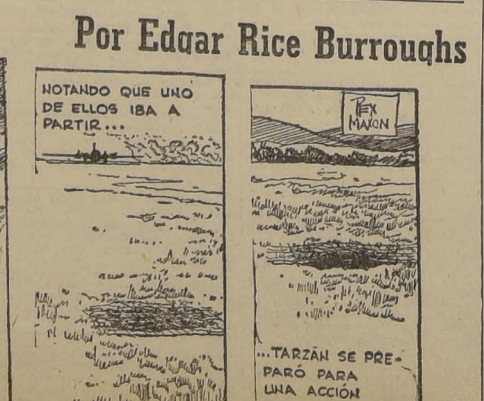 Por Edgar Rice Burroughs
NOTANDO QUE UNO
DE ELLOS IBA A
PARTIR...
REX
MAXON
...TARZÁN SE PRE-
PARÓ PARA
UNA ACCIÓN